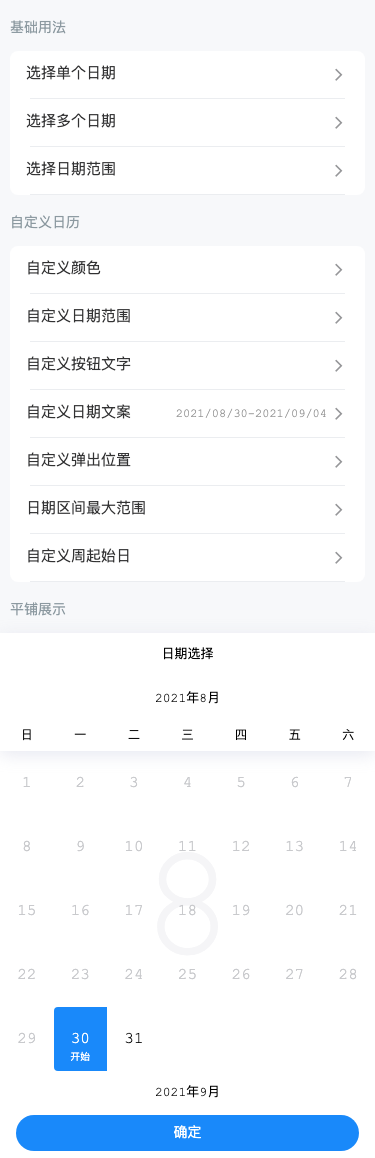 基础用法
选择单个日期
选择多个日期
选择日期范围
自定义日历
自定义颜色
自定义日期范围
自定义按钮文字
自定义日期文案 2021/08/30-2021/09/04
自定义弹出位置
日期区间最大范围
自定义周起始日
平铺展示
日期选择
2021年8月
日 一 二 三 四 五 六
1 2 3 4 5 6 7
8 9 10 11 12 13 14
8
15 16 17 18 19 20 21
22 23 24 25 26 27 28
29 30 31
开始
2021年9月
确定